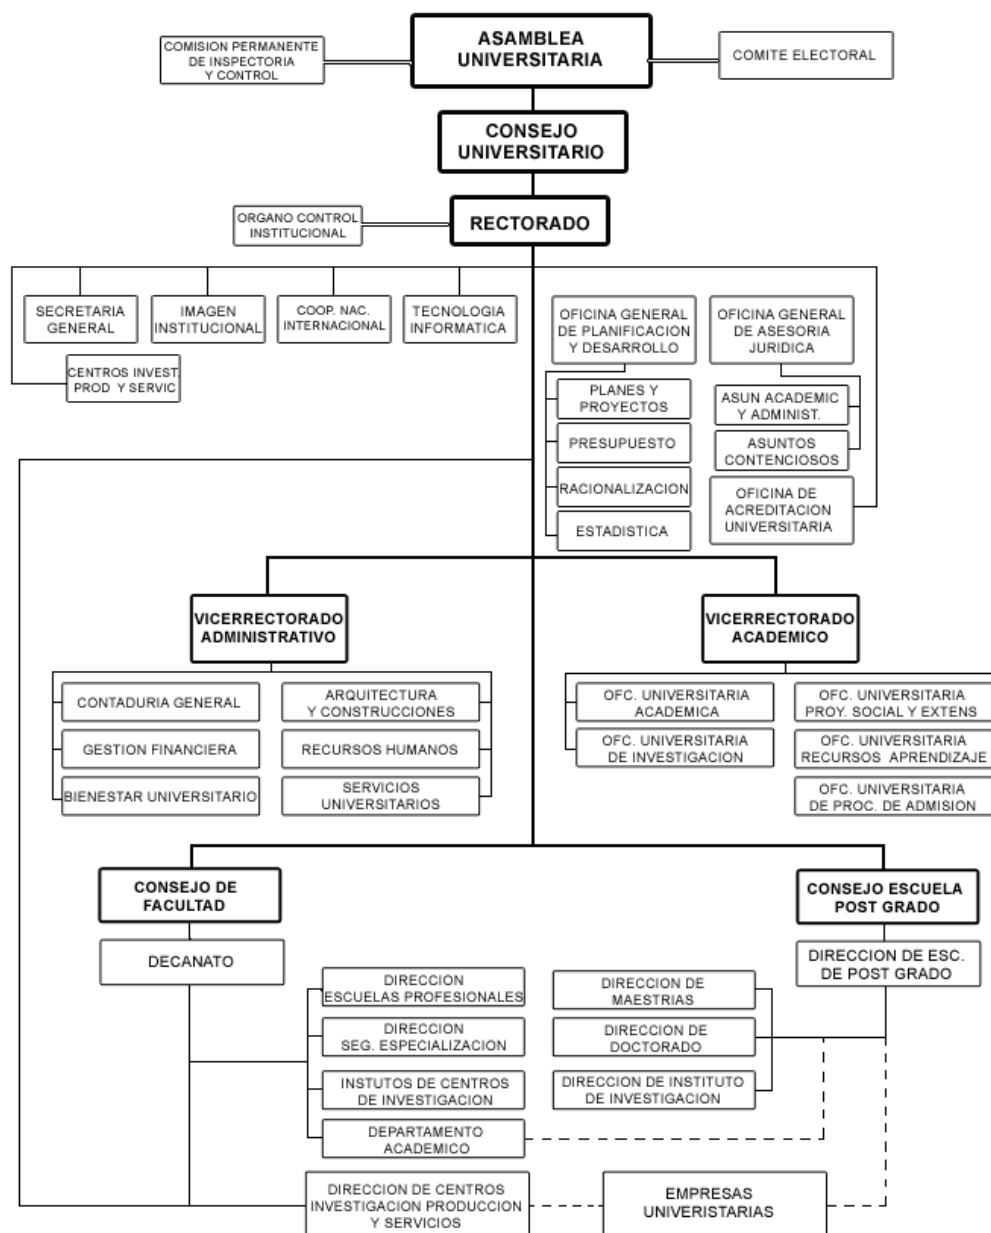 ASAMBLEA
UNIVERSITARIA
COMISION PERMANENTE
DE INSPECTORIA
Y CONTROL
COMITE ELECTORAL
CONSEJO
UNIVERSITARIO
RECTORADO
ORGANO CONTROL
INSTITUCIONAL
SECRETARIA
GENERAL
IMAGEN
INSTITUCIONAL
COOP. NAC.
INTERNACIONAL
TECNOLOGIA
INFORMATICA
OFICINA GENERAL
DE PLANIFICACION
Y DESARROLLO
OFICINA GENERAL
DE ASESORIA
JURIDICA
CENTROS INVEST.
PROD Y SERVIC
PLANES Y
PROYECTOS
PRESUPUESTO
RACIONALIZACION
ESTADISTICA
ASUN ACADEMIC
Y ADMINIST.
ASUNTOS
CONTENCIOSOS
OFICINA DE
ACREDITACION
UNIVERSITARIA
VICERRECTORADO
ADMINISTRATIVO
VICERRECTORADO
ACADEMICO
CONTADURIA GENERAL
ARQUITECTURA
Y CONSTRUCCIONES
GESTION FINANCIERA
RECURSOS HUMANOS
BIENESTAR UNIVERSITARIO
SERVICIOS
UNIVERSITARIOS
OFC. UNIVERSITARIA
ACADEMICA
OFC. UNIVERSITARIA
PROY. SOCIAL Y EXTENS
OFC. UNIVERSITARIA
DE INVESTIGACION
OFC. UNIVERSITARIA
RECURSOS APRENDIZAJE
OFC. UNIVERSITARIA
DE PROC. DE ADMISION
CONSEJO DE
FACULTAD
CONSEJO ESCUELA
POST GRADO
DECANATO
DIRECCION DE ESC.
DE POST GRADO
DIRECCION
ESCUELAS PROFESIONALES
DIRECCION
SEG. ESPECIALIZACION
INSTUTOS DE CENTROS
DE INVESTIGACION
DEPARTAMENTO
ACADEMICO
DIRECCION DE
MAESTRIAS
DIRECCION DE
DOCTORADO
DIRECCION DE INSTITUTO
DE INVESTIGACION
DIRECCION DE CENTROS
INVESTIGACION PRODUCCION
Y SERVICIOS
EMPRESAS
UNIVERISTARIAS